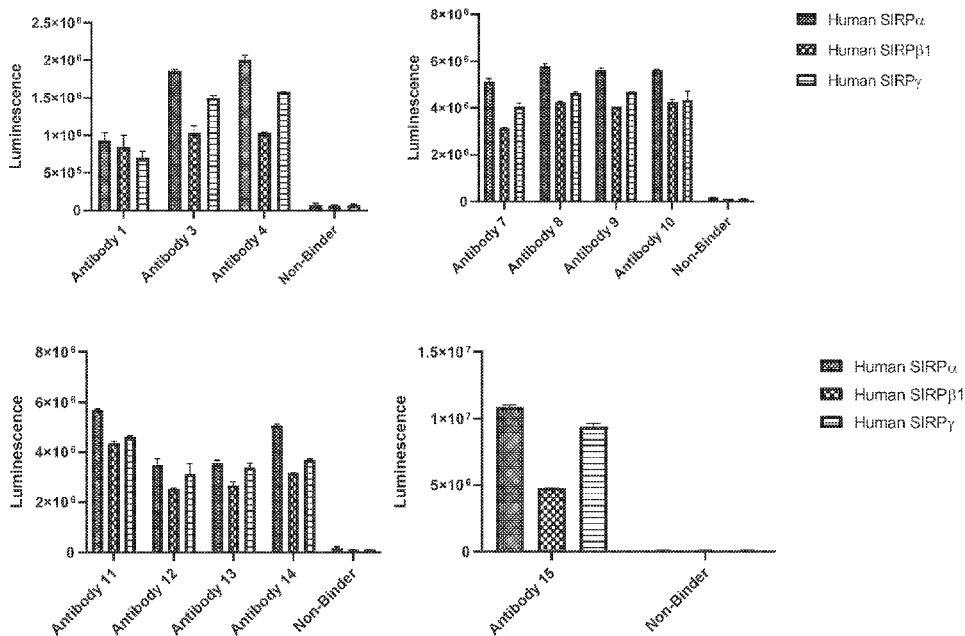 Luminescence
2.5×10⁶
2×10⁶
1.5×10⁶
1×10⁶
5×10⁵
0
Antibody 1
Antibody 3
Antibody 4
Non-Binder
Luminescence
8×10⁶
6×10⁶
4×10⁶
2×10⁶
0
Antibody 7
Antibody 8
Antibody 9
Antibody 10
Non-Binder
Human SIRPα
Human SIRPβ1
Human SIRPγ
Luminescence
8×10⁶
6×10⁶
4×10⁶
2×10⁶
0
Antibody 11
Antibody 12
Antibody 13
Antibody 14
Non-Binder
Luminescence
1.5×10⁷
1×10⁷
5×10⁶
0
Antibody 15
Non-Binder
Human SIRPα
Human SIRPβ1
Human SIRPγ